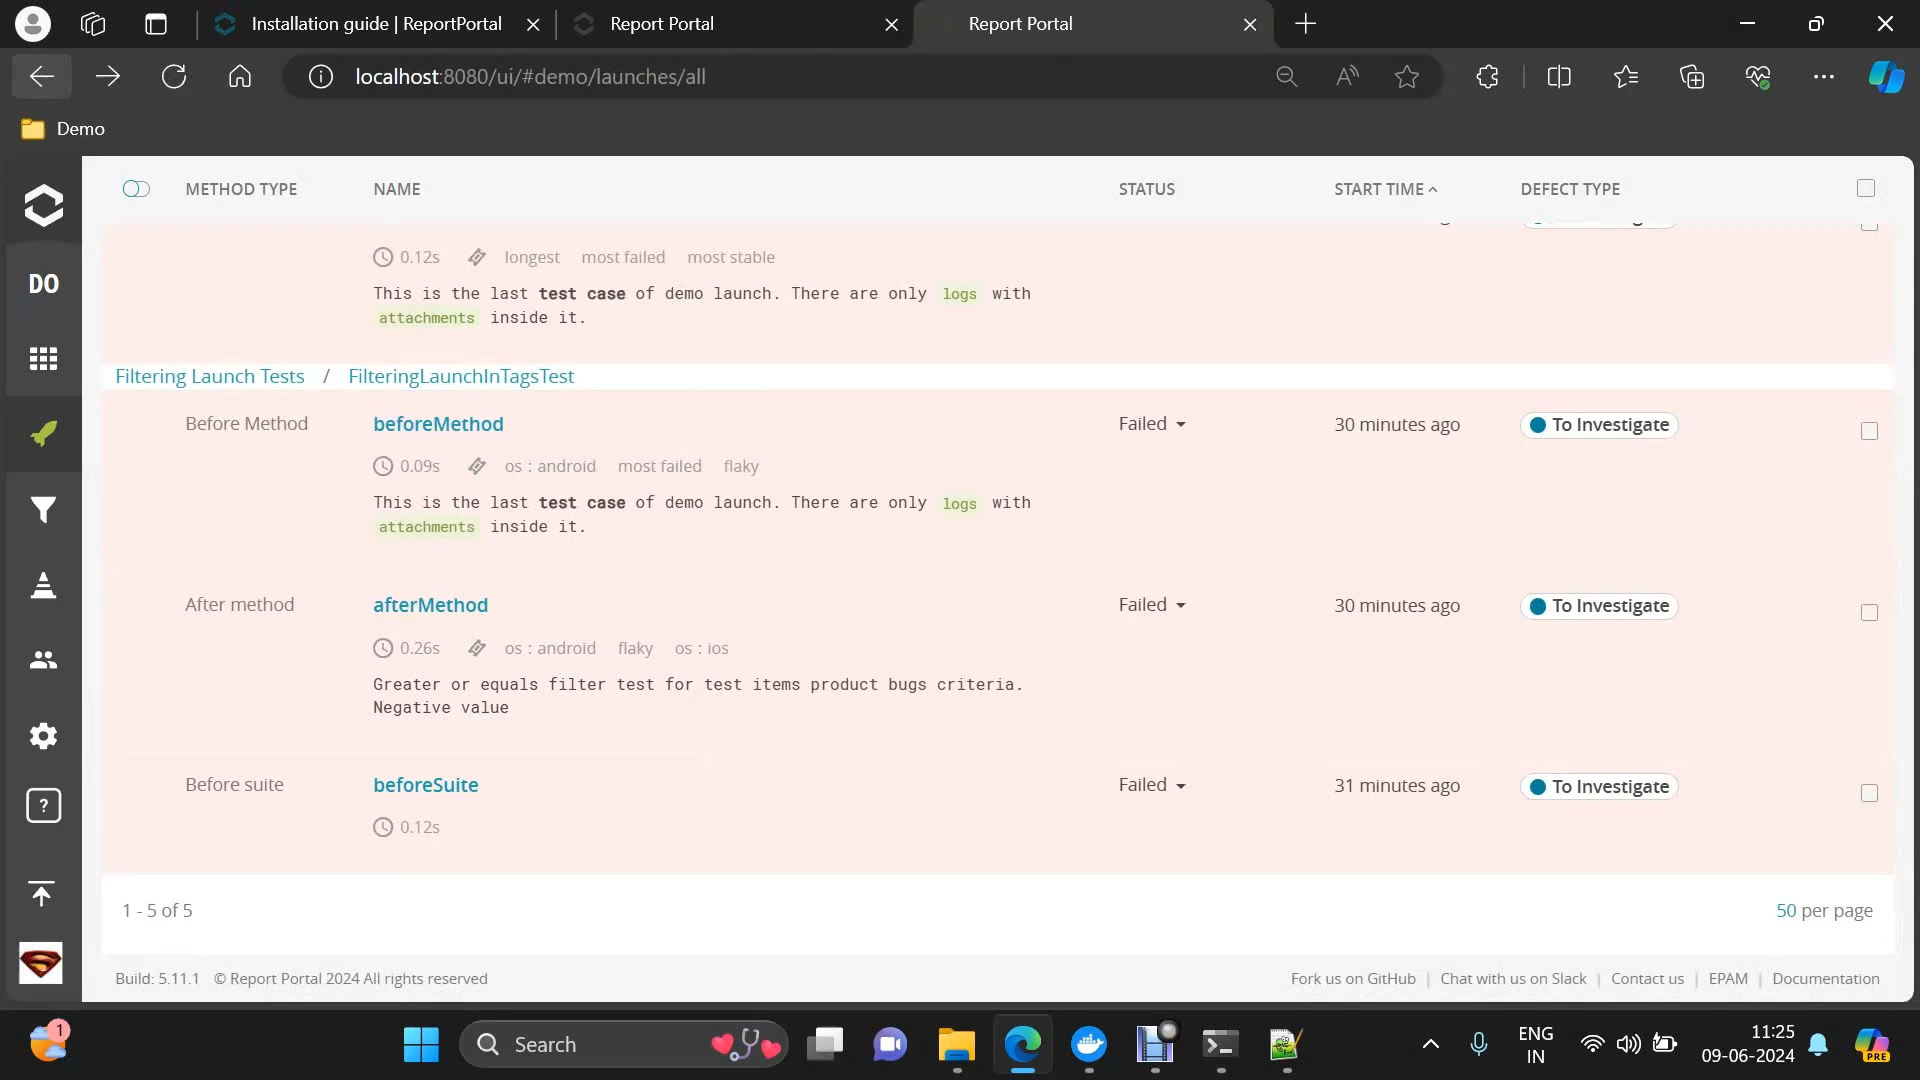 Installation guide | ReportPortal
Report Portal
Report Portal
localhost:8080/ui/#demo/launches/all
Demo
METHOD TYPE NAME STATUS START TIME DEFECT TYPE
DO
0.12s longest most failed most stable
This is the last test case of demo launch. There are only logs with
attachments inside it.
Filtering Launch Tests / FilteringLaunchInTagsTest
Before Method beforeMethod Failed 30 minutes ago To Investigate
0.09s os : android most failed flaky
This is the last test case of demo launch. There are only logs with
attachments inside it.
After method afterMethod Failed 30 minutes ago To Investigate
0.26s os : android flaky os : ios
Greater or equals filter test for test items product bugs criteria.
Negative value
Before suite beforeSuite Failed 31 minutes ago To Investigate
0.12s
1 - 5 of 5 50 per page
Build: 5.11.1 © Report Portal 2024 All rights reserved Fork us on GitHub | Chat with us on Slack | Contact us | EPAM | Documentation
1
Search
ENG
IN
11:25
09-06-2024
PRE